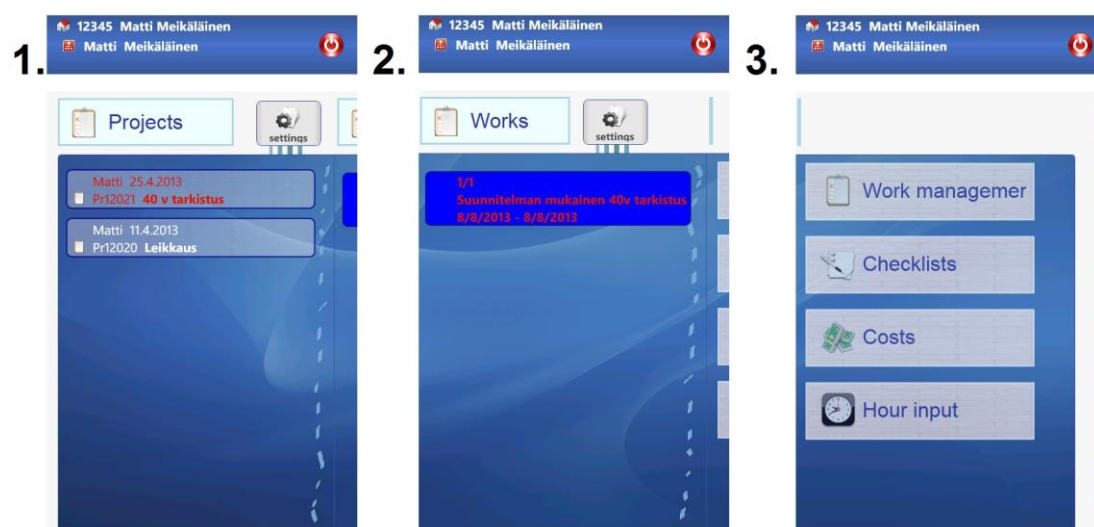 1.
12345 Matti Meikäläinen
Matti Meikäläinen
Projects
settings
Matti 25.4.2013
Pr12021 40 v tarkistus
Matti 11.4.2013
Pr12020 Leikkaus
2.
12345 Matti Meikäläinen
Matti Meikäläinen
Works
settings
1/1
Suunnitelman mukainen 40v tarkistus
8/8/2013 - 8/8/2013
3.
12345 Matti Meikäläinen
Matti Meikäläinen
Work managemer
Checklists
Costs
Hour input